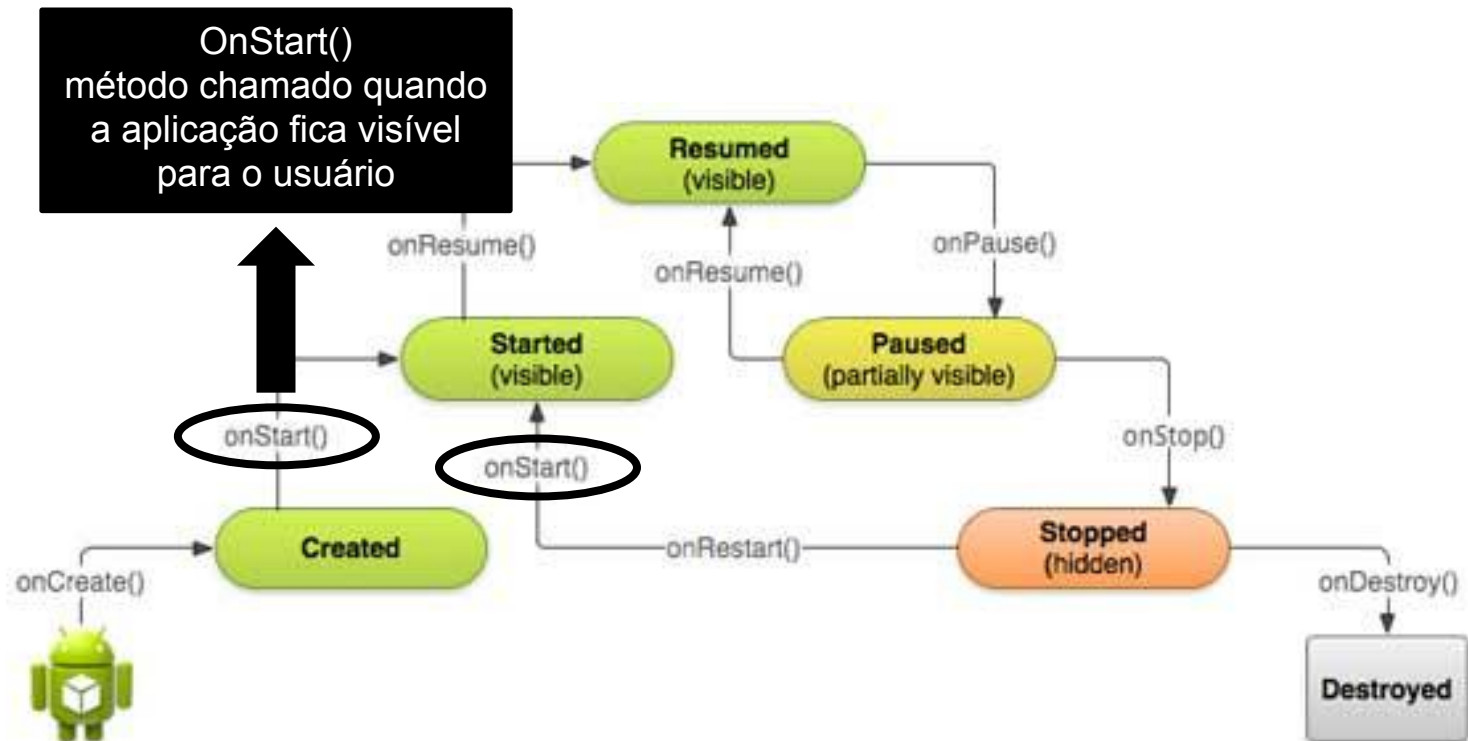 OnStart()
método chamado quando
a aplicação fica visível
para o usuário
Resumed
(visible)
onResume()
onResume()
onPause()
Started
(visible)
Paused
(partially visible)
onStart()
onStart()
onStop()
Created
onRestart()
Stopped
(hidden)
onCreate()
onDestroy()
Destroyed